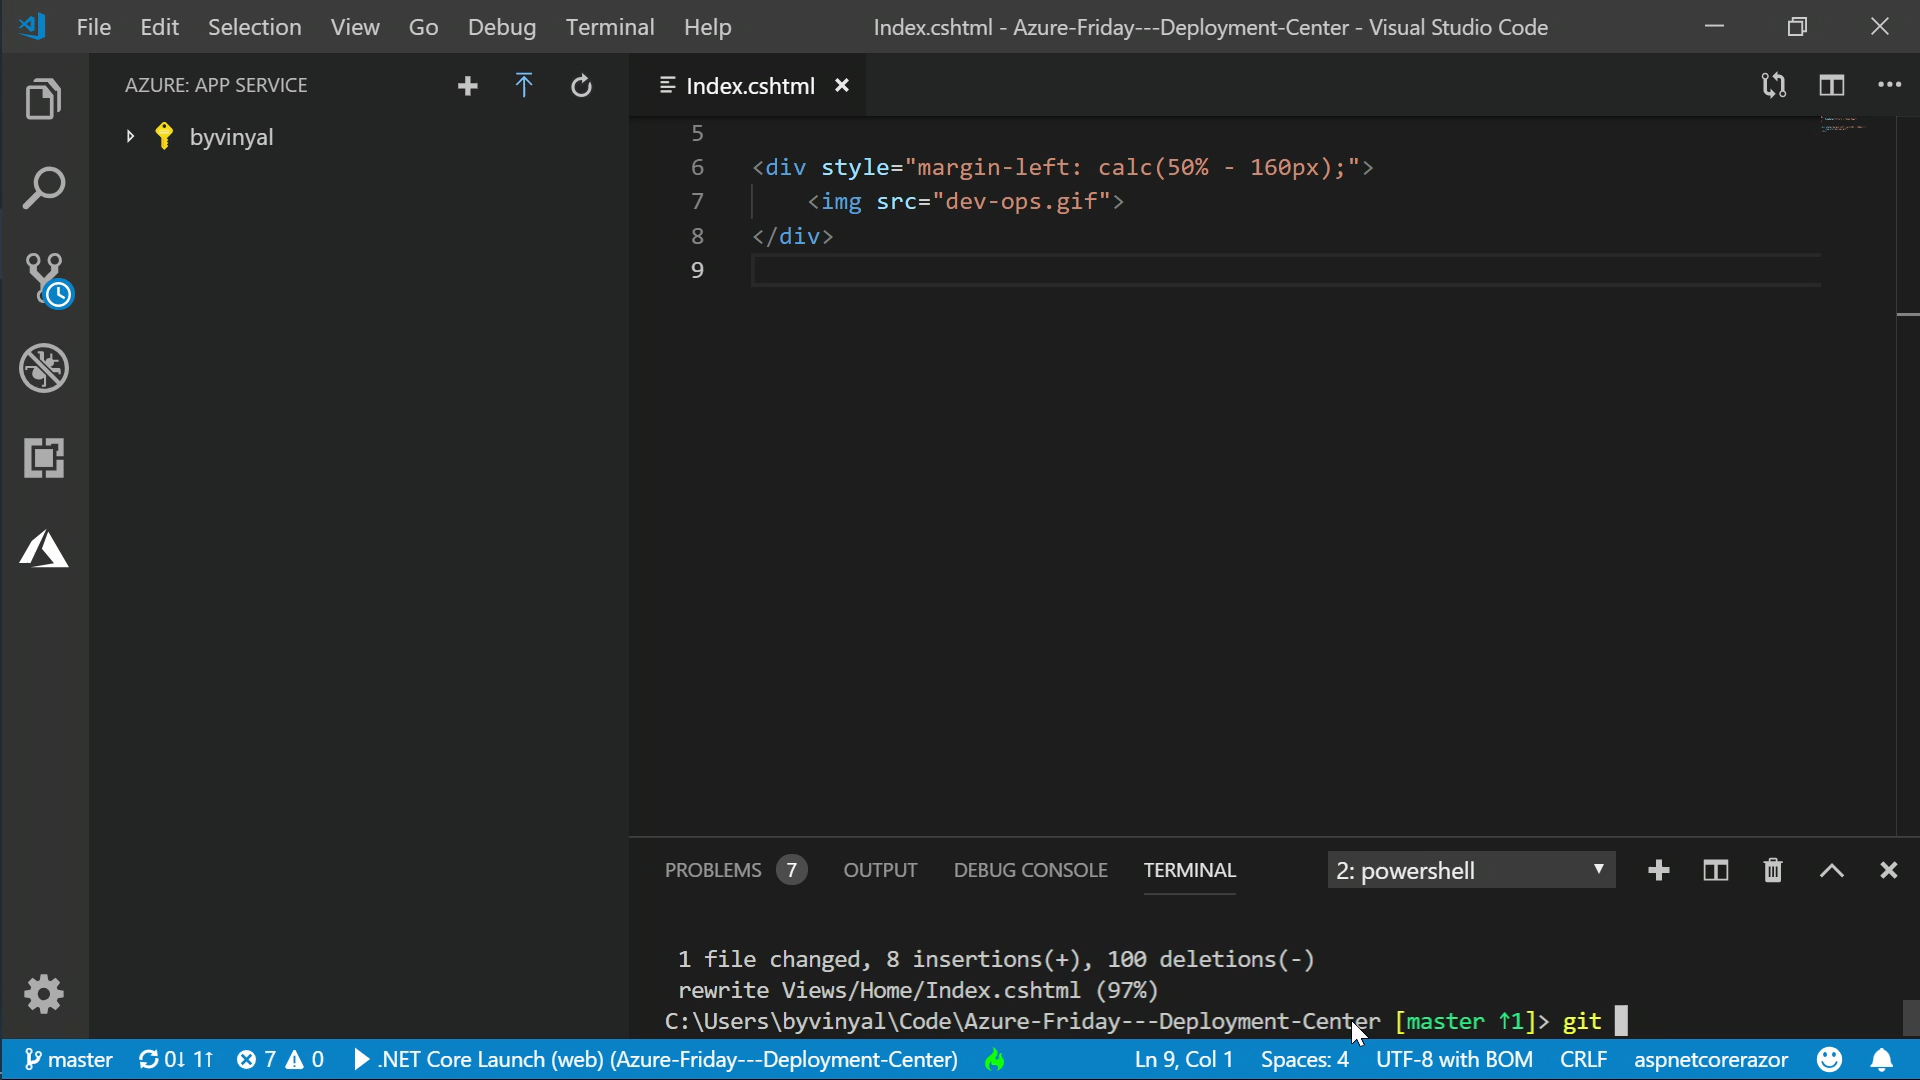 File Edit Selection View Go Debug Terminal Help Index.cshtml - Azure-Friday---Deployment-Center - Visual Studio Code
AZURE: APP SERVICE
byvinyal
Index.cshtml
5
6 <div style="margin-left: calc(50% - 160px);">
7 <img src="dev-ops.gif">
8 </div>
9
PROBLEMS 7 OUTPUT DEBUG CONSOLE TERMINAL 2: powershell
1 file changed, 8 insertions(+), 100 deletions(-)
rewrite Views/Home/Index.cshtml (97%)
C:\Users\byvinyal\Code\Azure-Friday---Deployment-Center [master ↑1]> git
master 0↓ 1↑ 7 0 .NET Core Launch (web) (Azure-Friday---Deployment-Center) Ln 9, Col 1 Spaces: 4 UTF-8 with BOM CRLF aspnetcorerazor